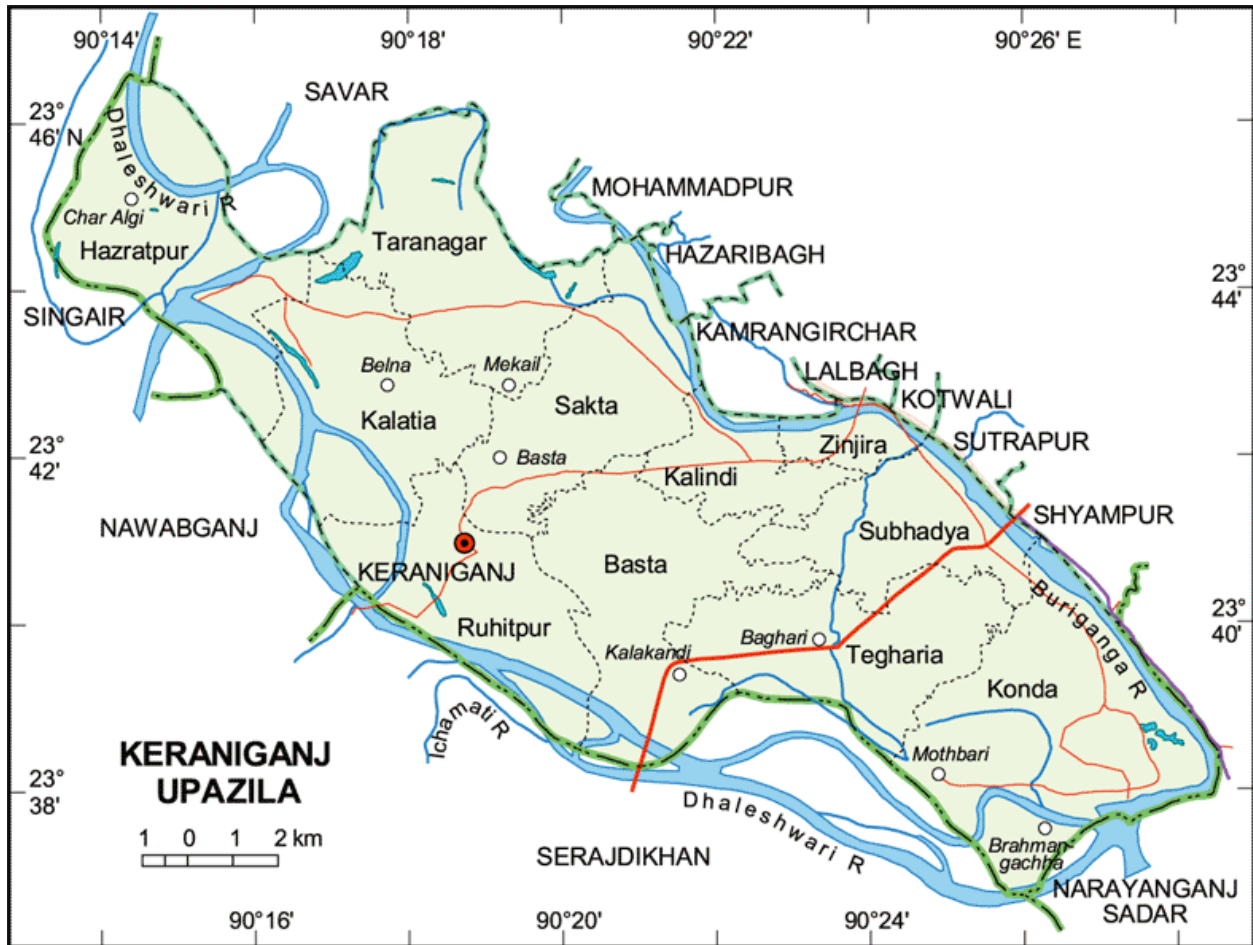 90°14'
90°18'
90°22'
90°26' E
23°
46' N
SAVAR
Dhaleshwari R
MOHAMMADPUR
Char Algi
Hazratpur
Taranagar
HAZARIBAGH
23°
44'
SINGAIR
KAMRANGIRCHAR
Belna
Mekail
LALBAGH
KOTWALI
Kalatia
Sakta
Zinjira
SUTRAPUR
23°
42'
Basta
Kalindi
NAWABGANJ
Subhadya
SHYAMPUR
KERANIGANJ
Basta
Buriganga R
23°
40'
Ruhitpur
Kalakandi
Baghari
Tegharia
Konda
Ichamati R
KERANIGANJ
UPAZILA
Mothbari
23°
38'
Dhaleshwari R
1 0 1 2 km
SERAJDIKHAN
Brahman-
gachha
NARAYANGANJ
SADAR
90°16'
90°20'
90°24'